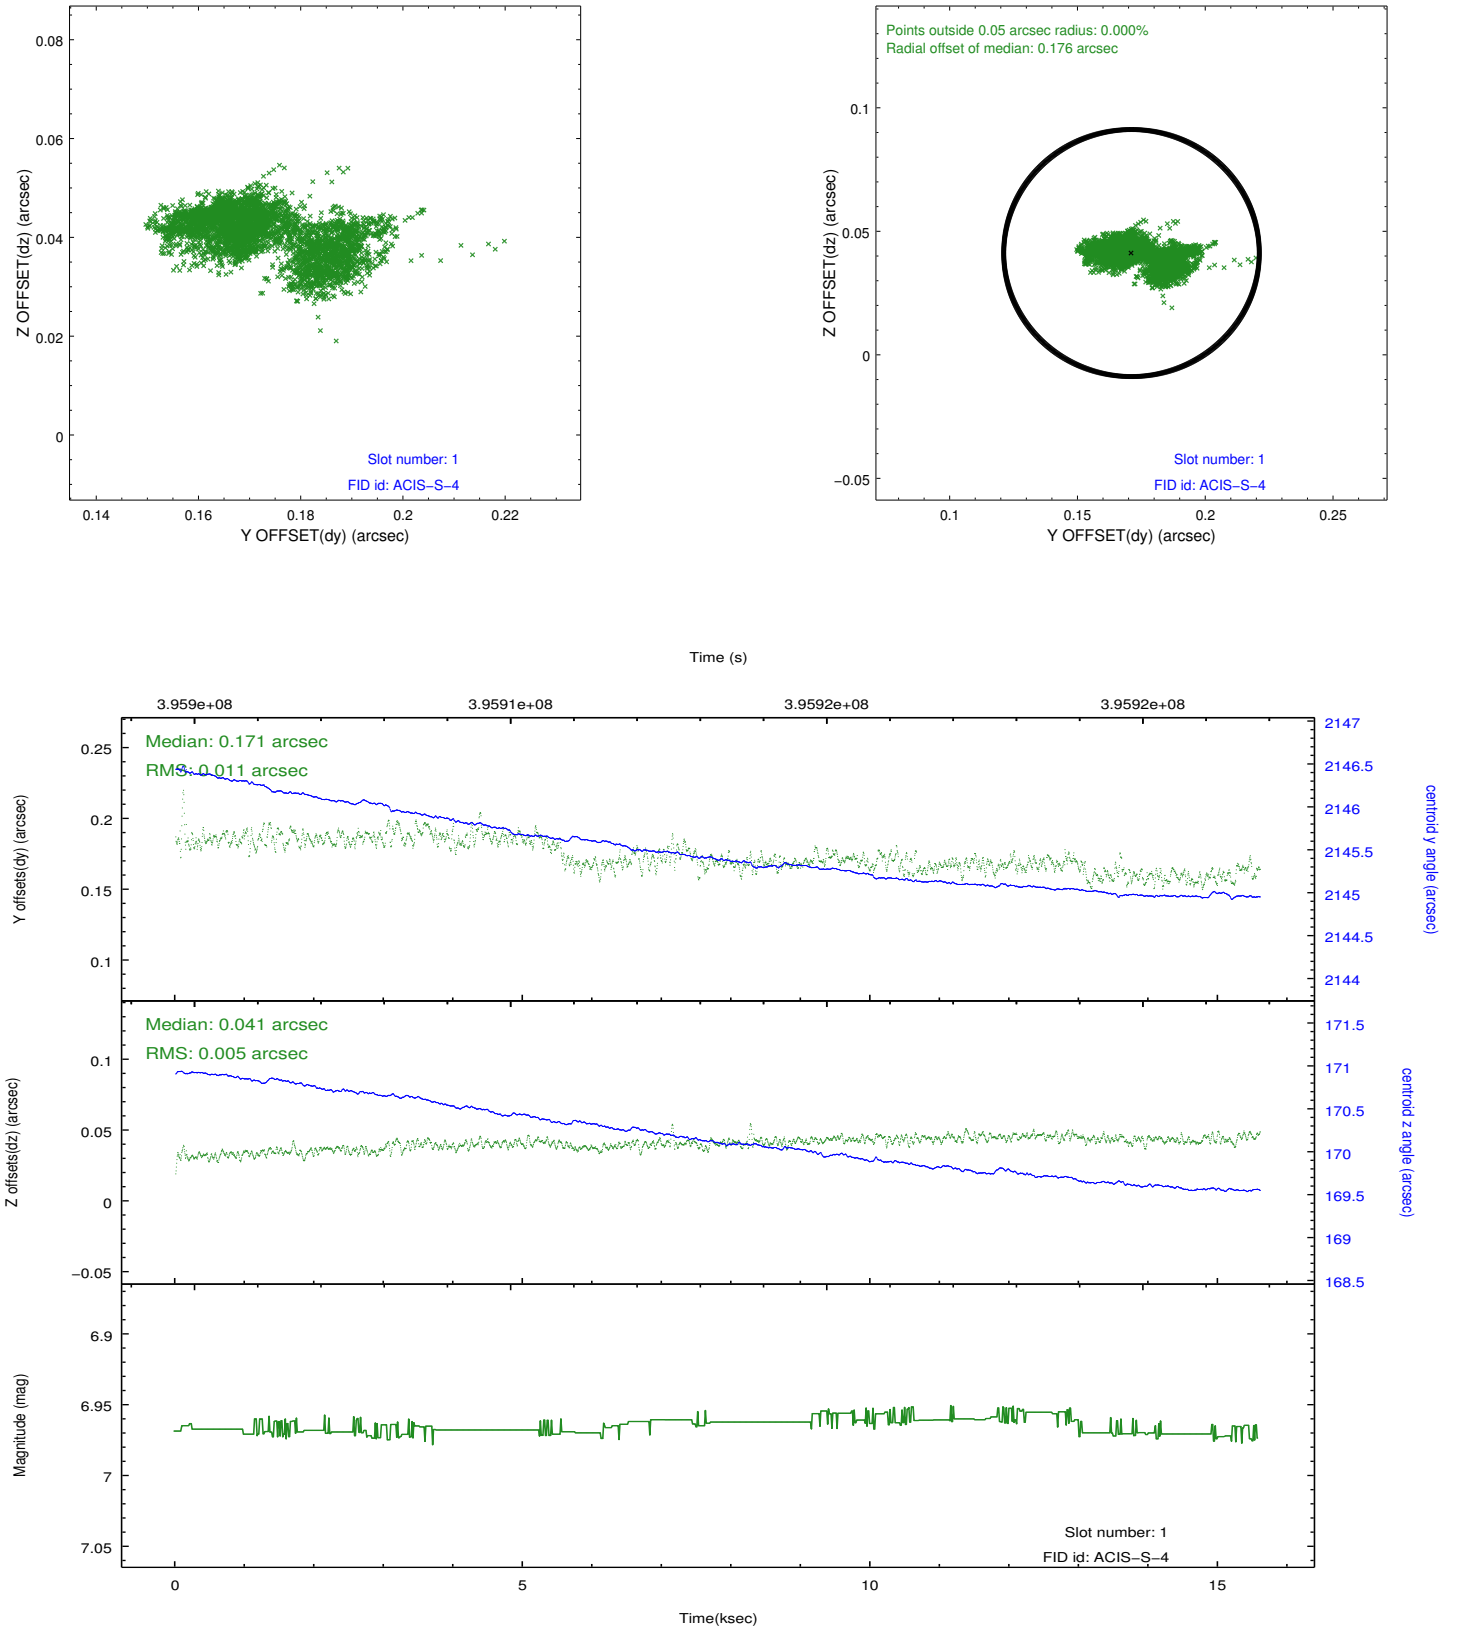 0.08
0.06
0.04
0.02
0
Z OFFSET(dz) (arcsec)
Slot number: 1
FID id: ACIS−S−4
0.14 0.16 0.18 0.2 0.22
Y OFFSET(dy) (arcsec)
Points outside 0.05 arcsec radius: 0.000%
Radial offset of median: 0.176 arcsec
0.1
0.05
0
−0.05
Z OFFSET(dz) (arcsec)
Slot number: 1
FID id: ACIS−S−4
0.1 0.15 0.2 0.25
Y OFFSET(dy) (arcsec)
Time (s)
3.959e+08 3.9591e+08 3.9592e+08 3.9592e+08
Median: 0.171 arcsec
RMS: 0.011 arcsec
0.25
0.2
0.15
0.1
Y offsets(dy) (arcsec)
2147
2146.5
2146
2145.5
2145
2144.5
2144
centroid y angle (arcsec)
Median: 0.041 arcsec
RMS: 0.005 arcsec
0.1
0.05
0
−0.05
Z offsets(dz) (arcsec)
171.5
171
170.5
170
169.5
169
168.5
centroid z angle (arcsec)
6.9
6.95
7
7.05
Magnitude (mag)
Slot number: 1
FID id: ACIS−S−4
0 5 10 15
Time(ksec)